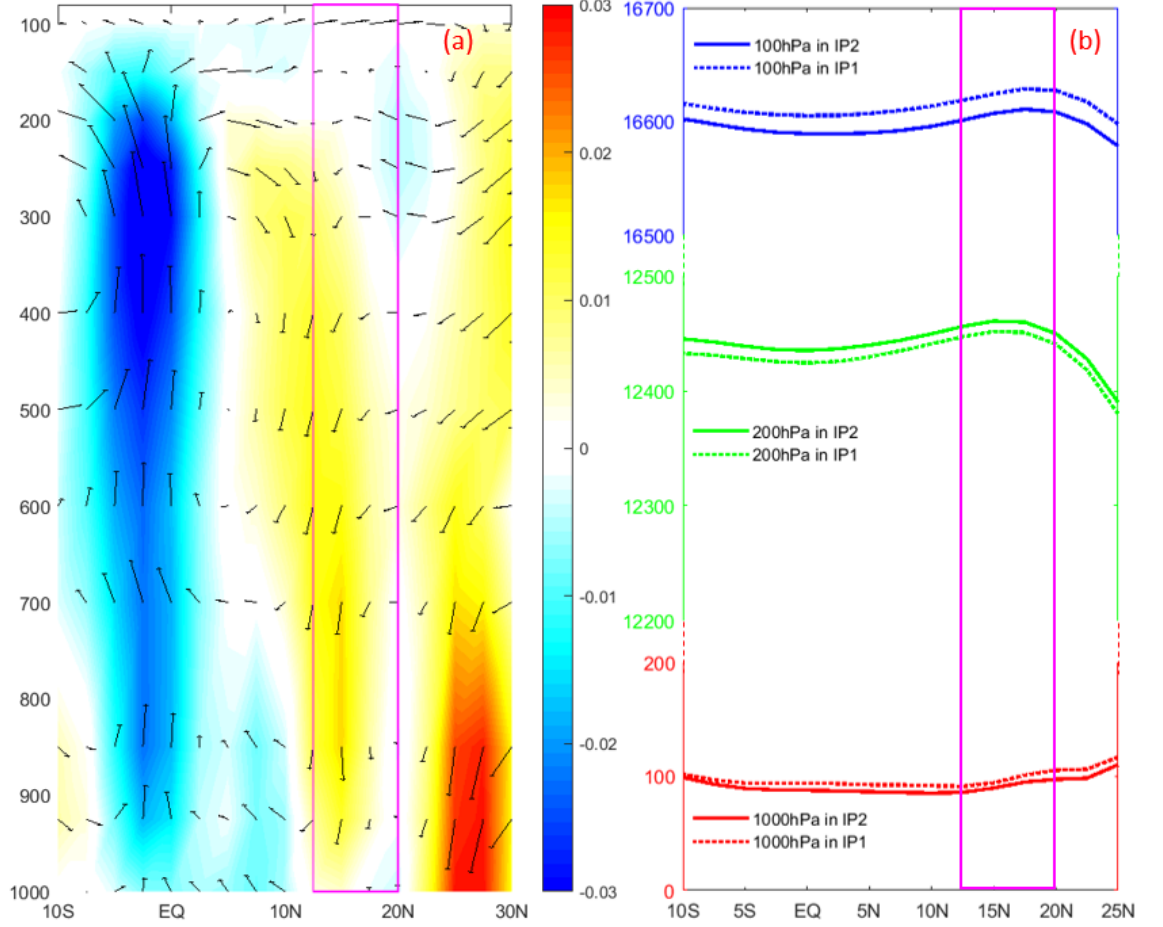 100
200
300
400
500
600
700
800
900
1000
10S EQ 10N 20N 30N
(a)
0.03
0.02
0.01
0
-0.01
-0.02
-0.03
16700
16600
16500
12500
12400
12300
12200
200
100
0
10S 5S EQ 5N 10N 15N 20N 25N
(b)
100hPa in IP2
100hPa in IP1
200hPa in IP2
200hPa in IP1
1000hPa in IP2
1000hPa in IP1